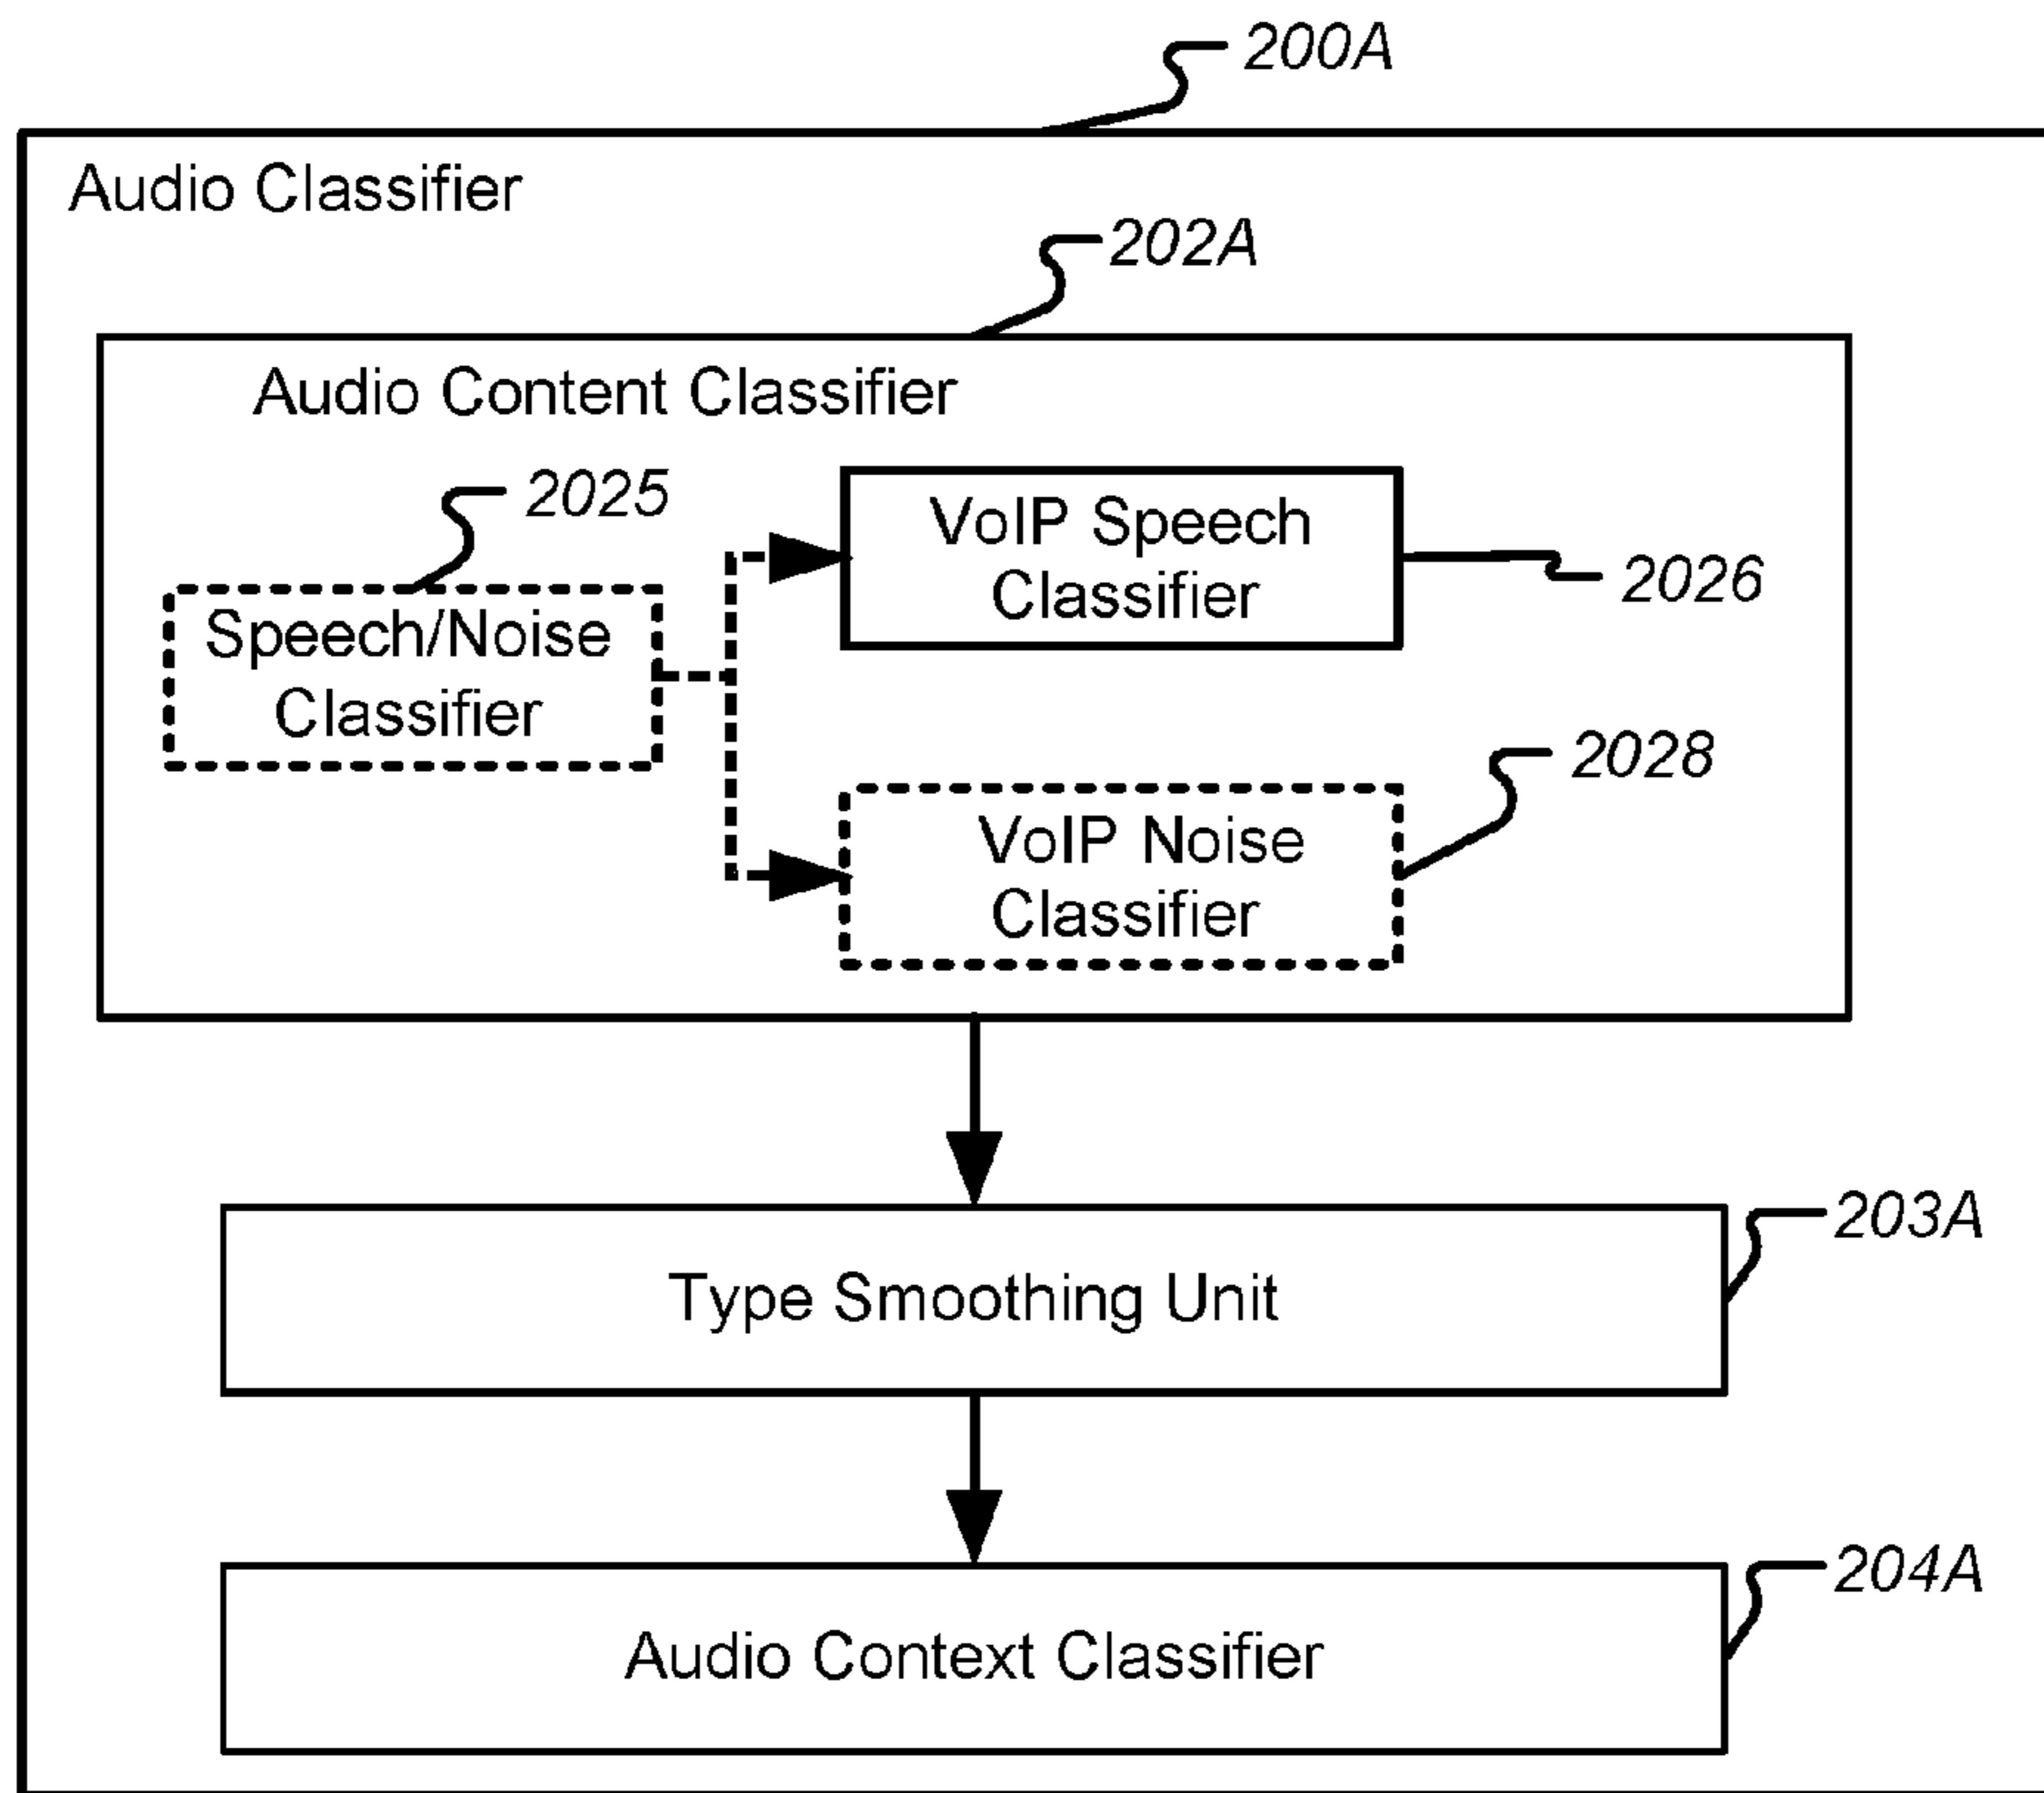 200A
Audio Classifier
202A
Audio Content Classifier
2025
VoIP Speech
Classifier
2026
Speech/Noise
Classifier
2028
VoIP Noise
Classifier
203A
Type Smoothing Unit
204A
Audio Context Classifier